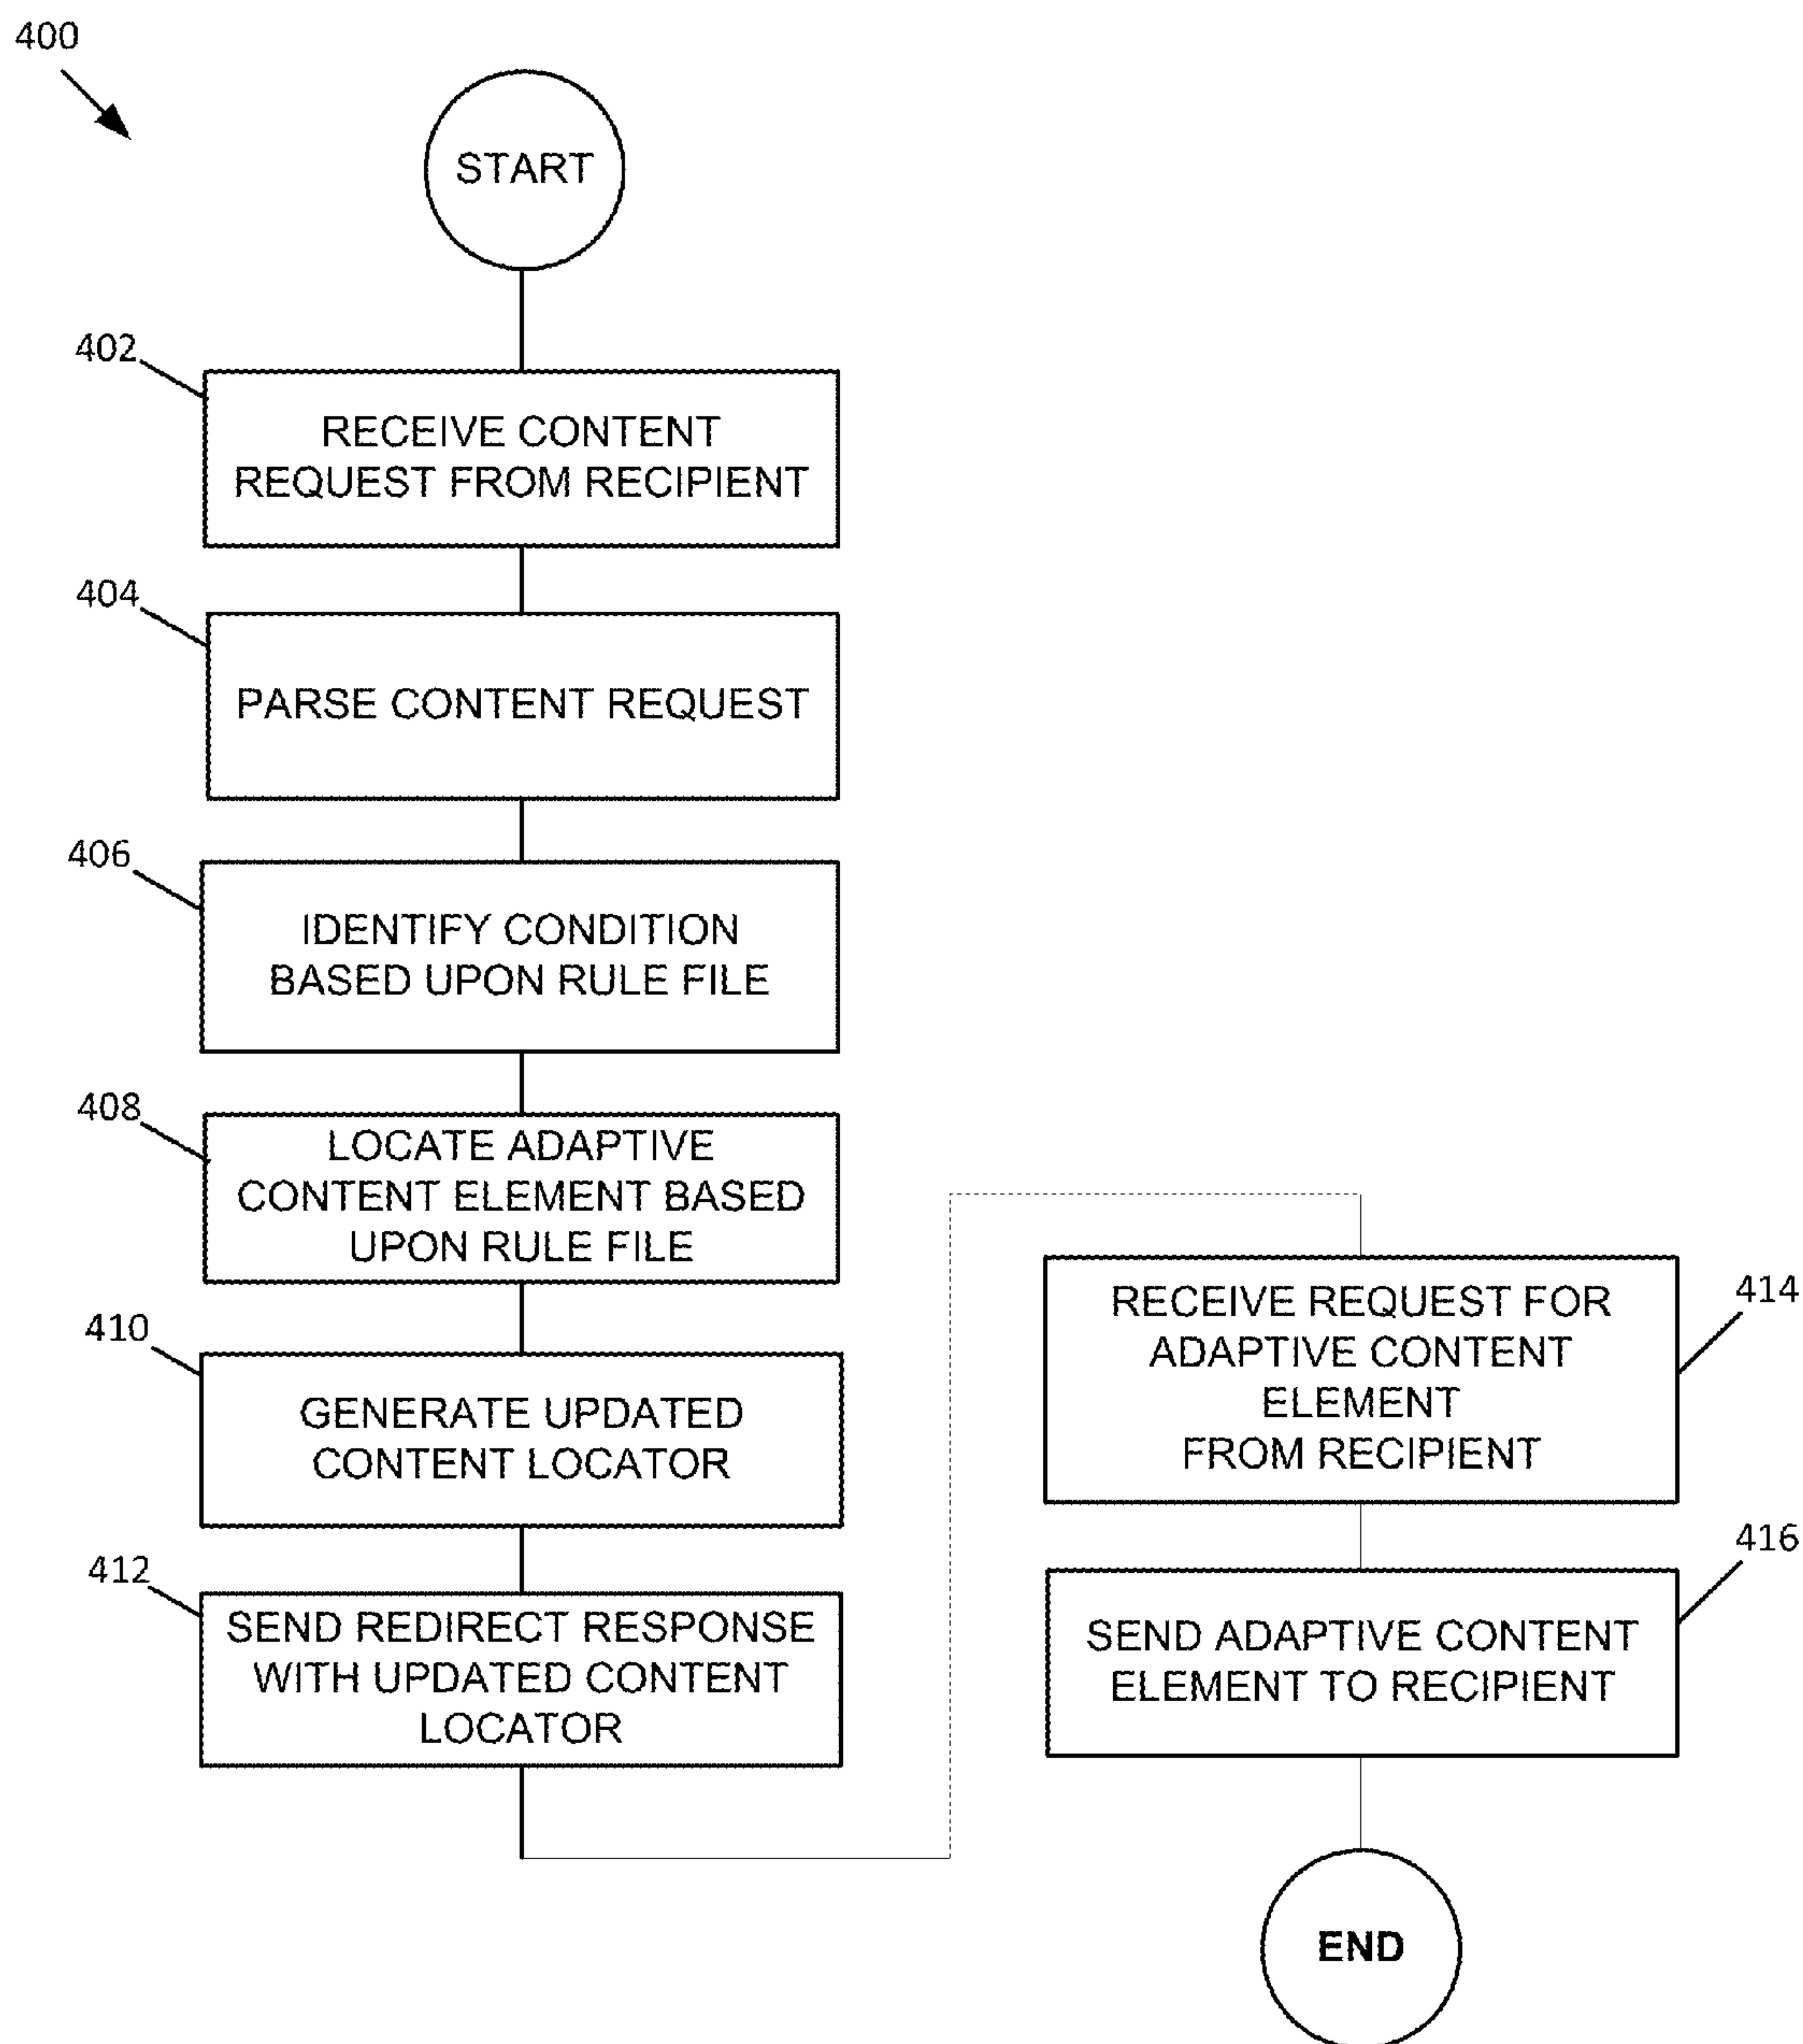 400
START
402
RECEIVE CONTENT
REQUEST FROM RECIPIENT
404
PARSE CONTENT REQUEST
406
IDENTIFY CONDITION
BASED UPON RULE FILE
408
LOCATE ADAPTIVE
CONTENT ELEMENT BASED
UPON RULE FILE
410
GENERATE UPDATED
CONTENT LOCATOR
412
SEND REDIRECT RESPONSE
WITH UPDATED CONTENT
LOCATOR
414
RECEIVE REQUEST FOR
ADAPTIVE CONTENT
ELEMENT
FROM RECIPIENT
416
SEND ADAPTIVE CONTENT
ELEMENT TO RECIPIENT
END